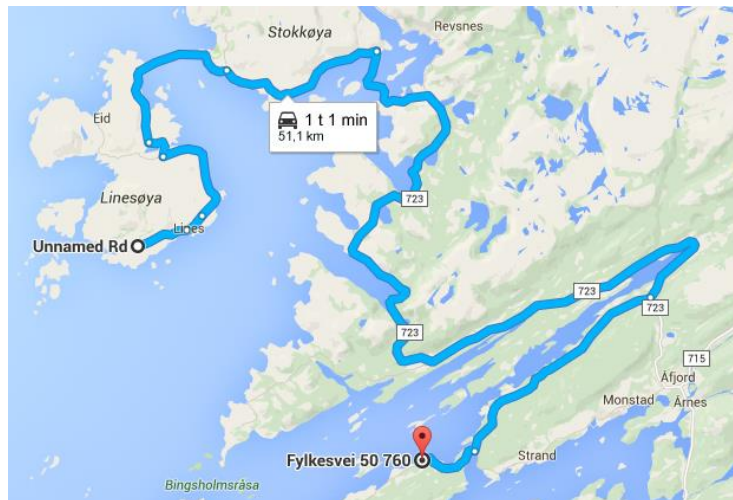 Stokkøya
Revsnes
Eid
1 t 1 min
51,1 km
Linesøya
723
Lines
Unnamed Rd
723
723
723
715
Åfjord
Monstad
Årnes
Fylkesvei 50 760
Strand
Bingsholmsråsa